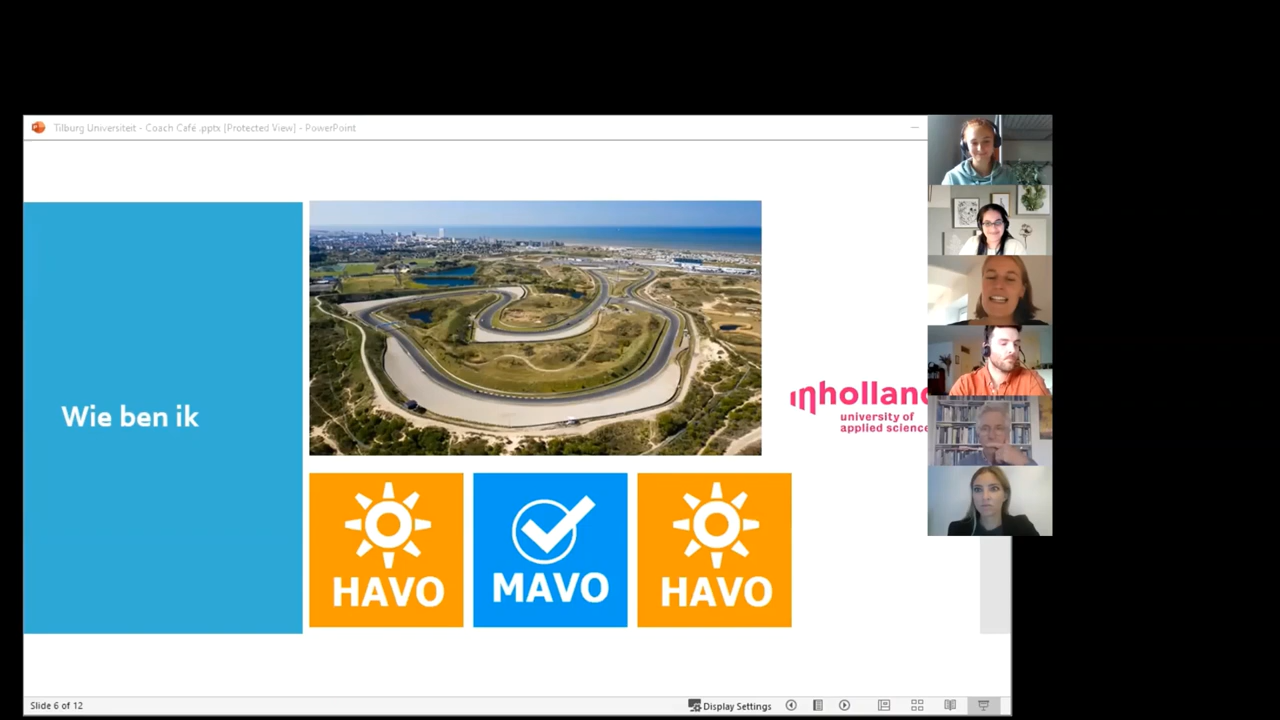 Tilburg Universiteit - Coach Café .pptx [Protected View] - PowerPoint
Wie ben ik
inholland
university of
applied science
HAVO
MAVO
HAVO
Slide 6 of 12
Display Settings